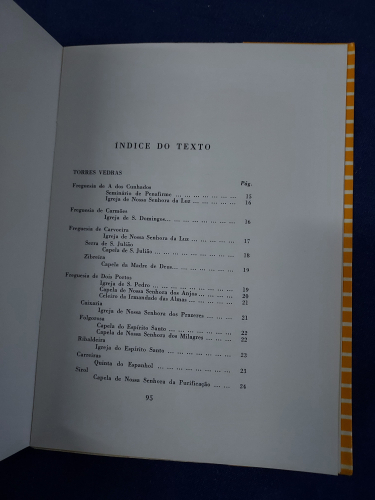 INDICE DO TEXTO
TORRES VEDRAS
Pág.
Freguesia de A dos Cunhados
Seminário de Penafirme ... ... ... ... ... ... ... 15
Igreja de Nossa Senhora da Luz ... ... ... ... ... 16
Freguesia de Carmões
Igreja de S. Domingos ... ... ... ... ... ... ... 16
Freguesia de Carvoeira
Igreja de Nossa Senhora da Luz ... ... ... ... ... 17
Serra de S. Julião
Capela de S. Julião ... ... ... ... ... ... ... 18
Zibreira
Capela da Madre de Deus ... ... ... ... ... ... 19
Freguesia de Dois Portos
Igreja de S. Pedro ... ... ... ... ... ... ... 19
Capela de Nossa Senhora dos Anjos ... ... ... ... 20
Celeiro da Irmandade das Almas ... ... ... ... 21
Caixaria
Igreja de Nossa Senhora dos Prazeres ... ... ... 21
Folgorosa
Capela do Espírito Santo ... ... ... ... ... ... 22
Capela de Nossa Senhora dos Milagres ... ... ... 22
Ribaldeira
Igreja do Espírito Santo ... ... ... ... ... ... 22
Carreiras
Quinta do Espanhol ... ... ... ... ... ... ... 23
Sirol
Capela de Nossa Senhora da Purificação ... ... ... 24
95